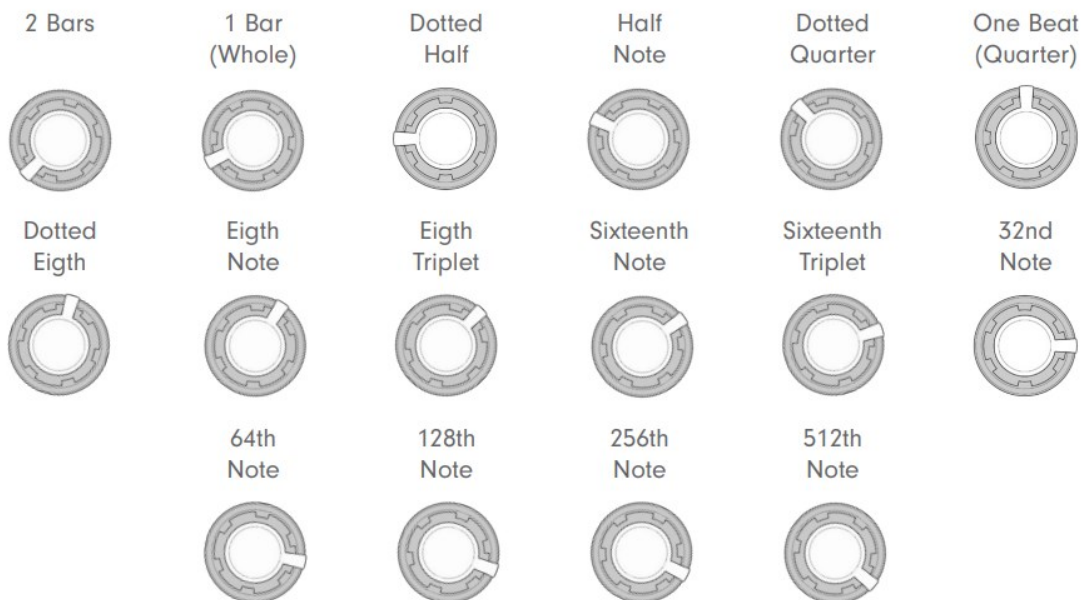 2 Bars
1 Bar
(Whole)
Dotted
Half
Half
Note
Dotted
Quarter
One Beat
(Quarter)
Dotted
Eigth
Eigth
Note
Eigth
Triplet
Sixteenth
Note
Sixteenth
Triplet
32nd
Note
64th
Note
128th
Note
256th
Note
512th
Note